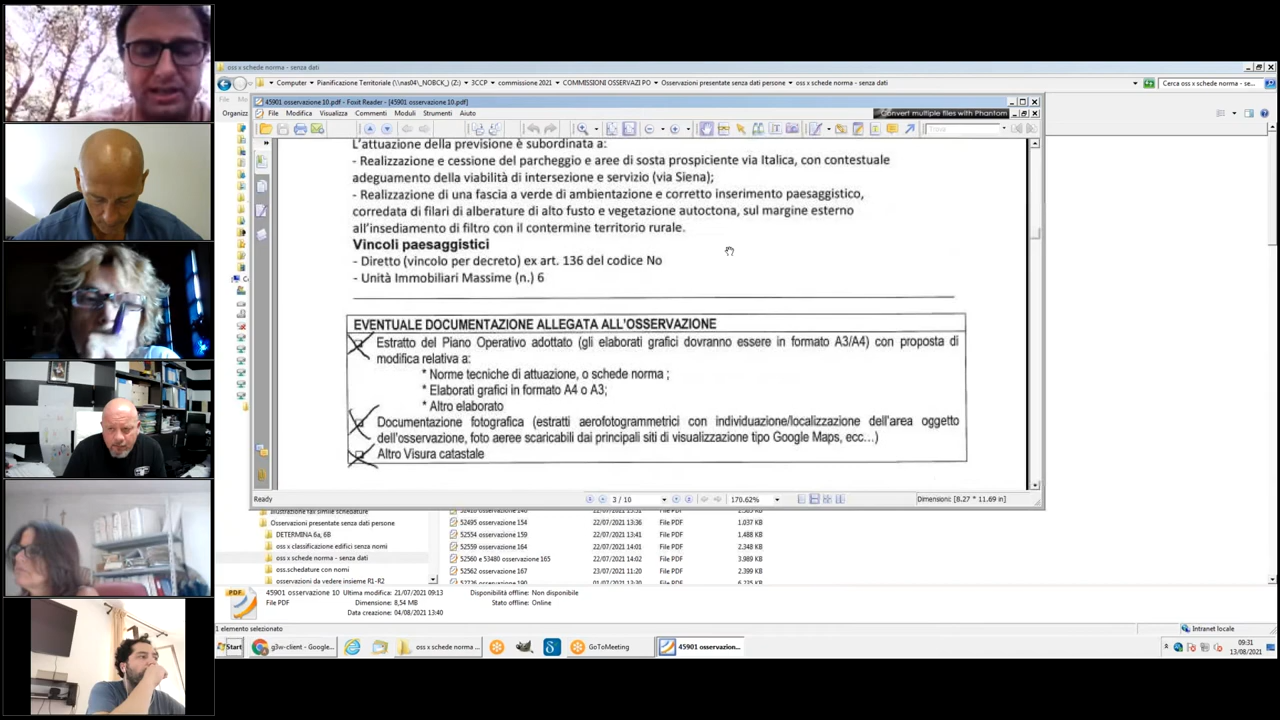 oss x schede norma - senza dati
Computer Pianificazione Territoriale (\\nas04\_NOBCK_) (Z:) 3CCP commissione 2021 COMMISSIONI OSSERVAZI PO Osservazioni presentate senza dati persone oss x schede norma - senza dati
Cerca oss x schede norma - se...
Organizz
45901 osservazione 10.pdf - Foxit Reader - [45901 osservazione 10.pdf]
File Modifica Visualizza Commenti Moduli Strumenti Aiuto
Convert multiple files with Phantom
L'attuazione della previsione è subordinata a:
- Realizzazione e cessione del parcheggio e aree di sosta prospiciente via Italica, con contestuale
adeguamento della viabilità di intersezione e servizio (via Siena);
- Realizzazione di una fascia a verde di ambientazione e corretto inserimento paesaggistico,
corredata di filari di alberature di alto fusto e vegetazione autoctona, sul margine esterno
all'insediamento di filtro con il contermine territorio rurale.
Vincoli paesaggistici
- Diretto (vincolo per decreto) ex art. 136 del codice No
- Unità Immobiliari Massime (n.) 6
EVENTUALE DOCUMENTAZIONE ALLEGATA ALL'OSSERVAZIONE
Estratto del Piano Operativo adottato (gli elaborati grafici dovranno essere in formato A3/A4) con proposta di
modifica relativa a:
* Norme tecniche di attuazione, o schede norma ;
* Elaborati grafici in formato A4 o A3;
* Altro elaborato
Documentazione fotografica (estratti aerofotogrammetrici con individuazione/localizzazione dell'area oggetto
dell'osservazione, foto aeree scaricabili dai principali siti di visualizzazione tipo Google Maps, ecc...)
Altro Visura catastale
Ready 3 / 10 170.62% Dimensioni: [8.27 * 11.69 in]
Osservazioni presentate senza dati persone
DETERMINA 6a, 6B
oss x classificazione edifici senza nomi
oss x schede norma - senza dati
oss.schedature con nomi
osservazioni da vedere insieme R1-R2
52495 osservazione 154 22/07/2021 13:36 File PDF 1.037 KB
52554 osservazione 159 22/07/2021 13:41 File PDF 1.488 KB
52559 osservazione 164 22/07/2021 14:01 File PDF 2.348 KB
52560 e 53480 osservazione 165 22/07/2021 14:02 File PDF 3.989 KB
52562 osservazione 167 23/07/2021 11:20 File PDF 2.399 KB
45901 osservazione 10 Ultima modifica: 21/07/2021 09:13 Disponibilità offline: Non disponibile
File PDF Dimensione: 8,54 MB Stato offline: Online
Data creazione: 04/08/2021 13:40
1 elemento selezionato
Intranet locale
Start g3w-client - Google... oss x schede norma ... GoToMeeting 45901 osservazion...
09:31
13/08/2021